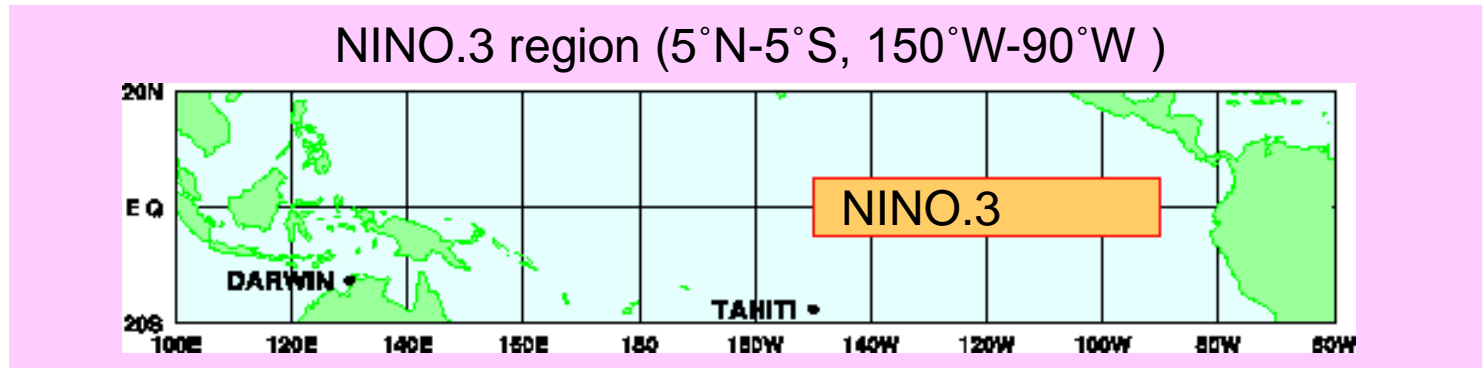 NINO.3 region (5˚N-5˚S, 150˚W-90˚W )
20N
EQ
NINO.3
DARWIN
TAHITI
20S
100E 120E 140E 160E 180 160W 140W 120W 100W 80W 60W